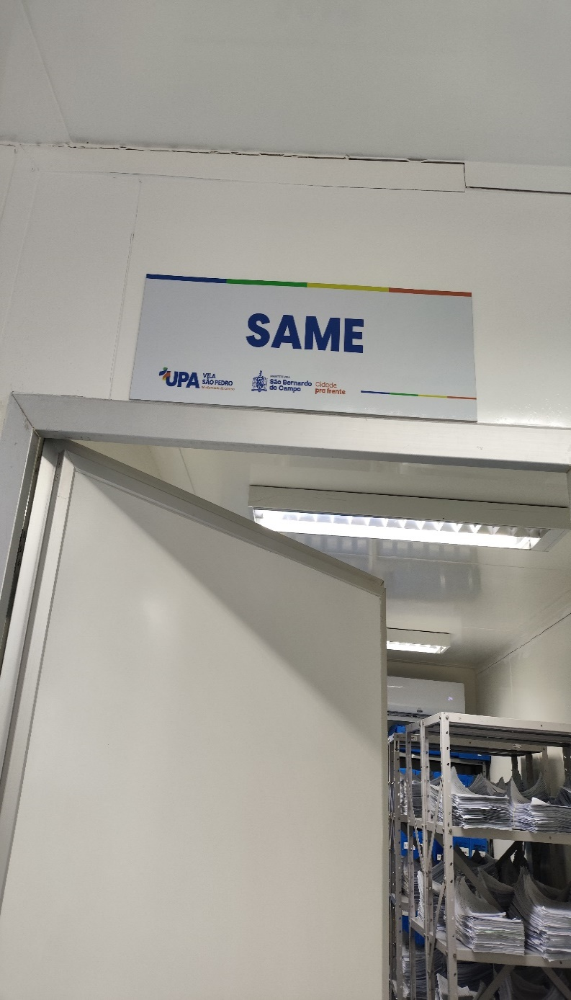 SAME
UPA
VILA
SÃO PEDRO
São Bernardo do Campo
PREFEITURA
São Bernardo
do Campo
Cidade
pra frente